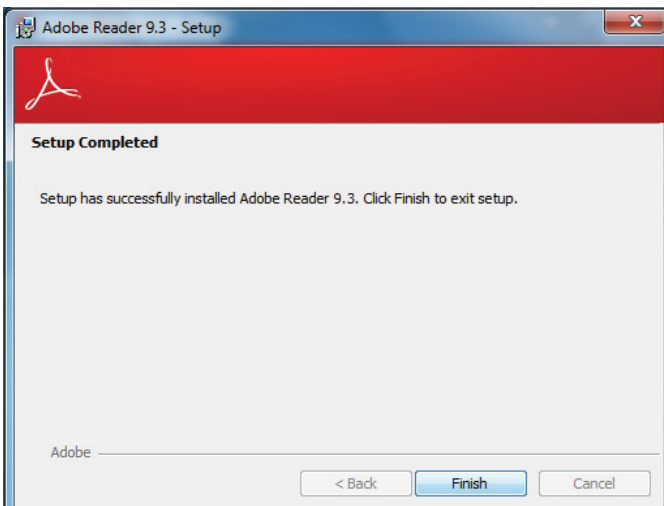 Adobe Reader 9.3 - Setup
Setup Completed
Setup has successfully installed Adobe Reader 9.3. Click Finish to exit setup.
Adobe
< Back Finish Cancel